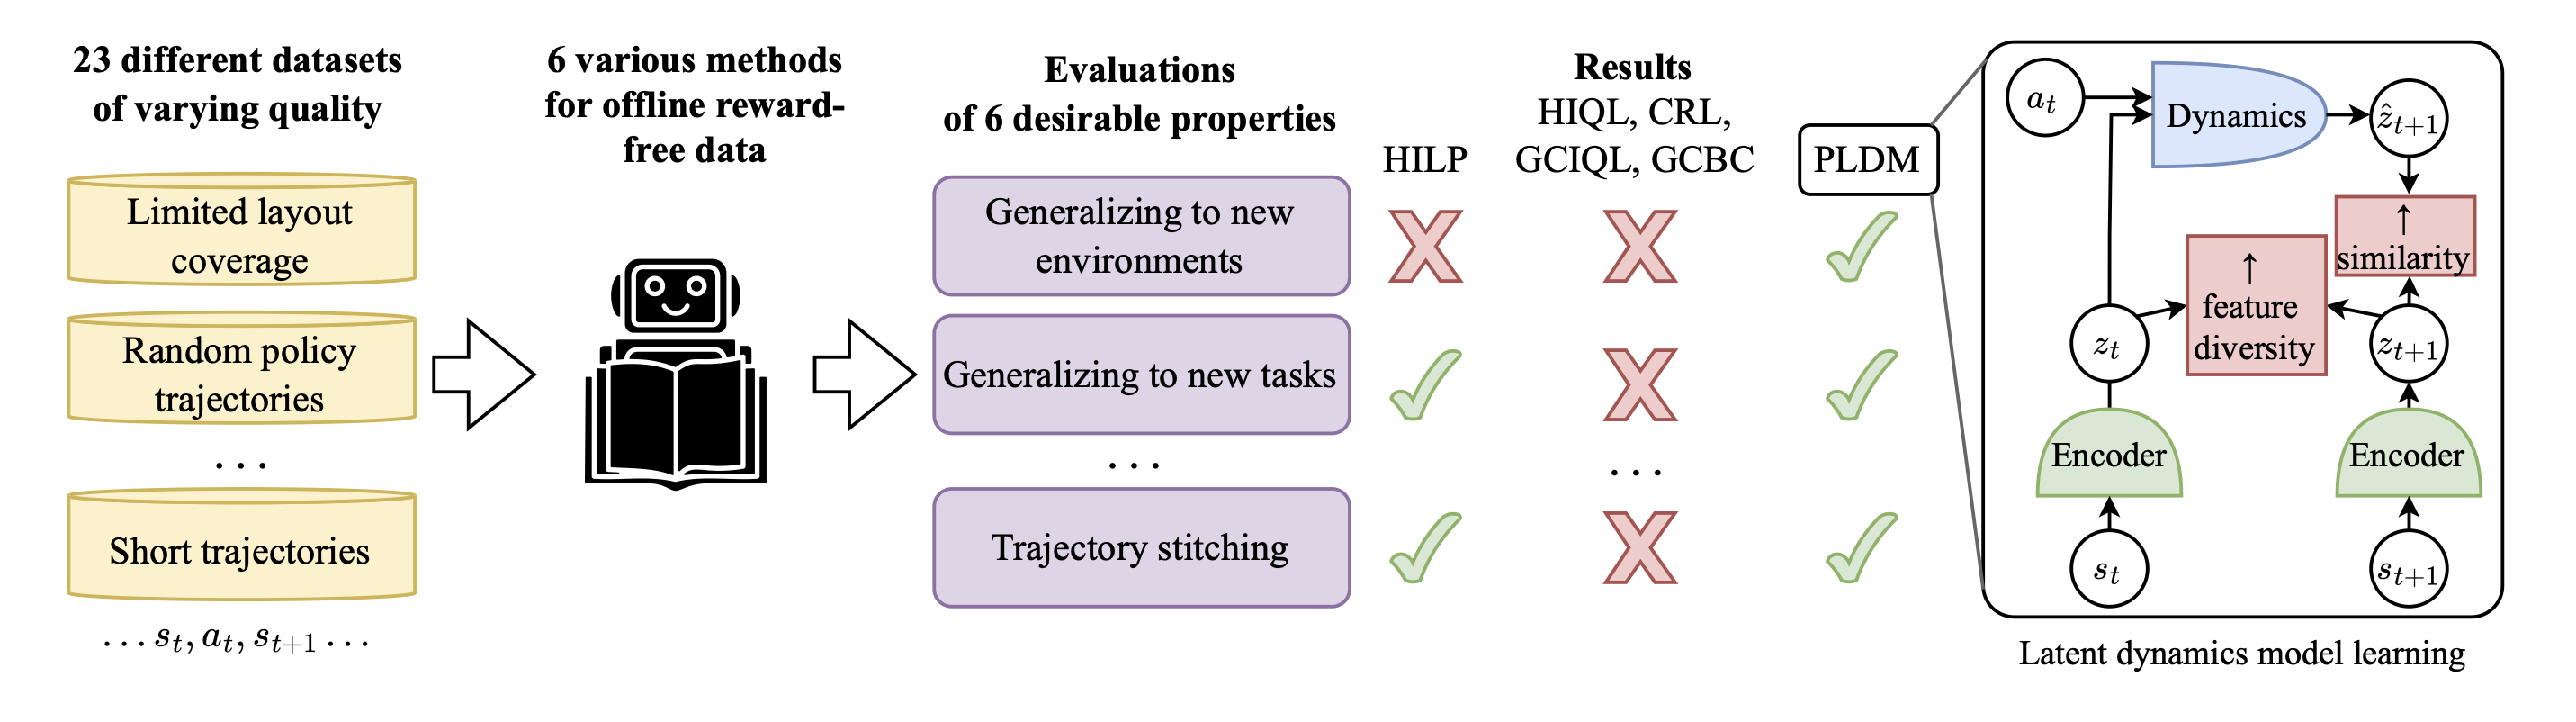 23 different datasets
of varying quality
Limited layout
coverage
Random policy
trajectories
. . .
Short trajectories
. . . s_t, a_t, s_{t+1} . . .
6 various methods
for offline reward-
free data
Evaluations
of 6 desirable properties
Generalizing to new
environments
Generalizing to new tasks
. . .
Trajectory stitching
Results
HILP
HIQL, CRL,
GCIQL, GCBC
PLDM
. . .
a_t
Dynamics
ẑ_{t+1}
↑
similarity
↑
feature
diversity
z_t
z_{t+1}
Encoder
Encoder
s_t
s_{t+1}
Latent dynamics model learning